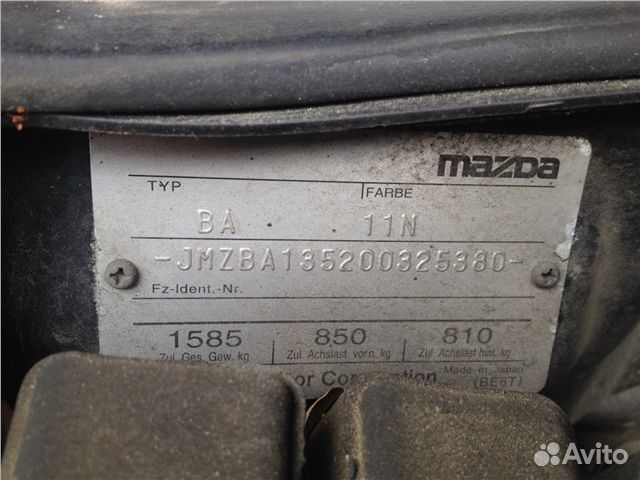 mazda
TYP FARBE
BA 11N
-JMZBA135200325380-
Fz-Ident.-Nr.
1585 850 810
Zul. Ges. Gew. kg Zul. Achslast vorn. kg Zul. Achslast hint. kg
Made in Japan
(BE6T)
Avito